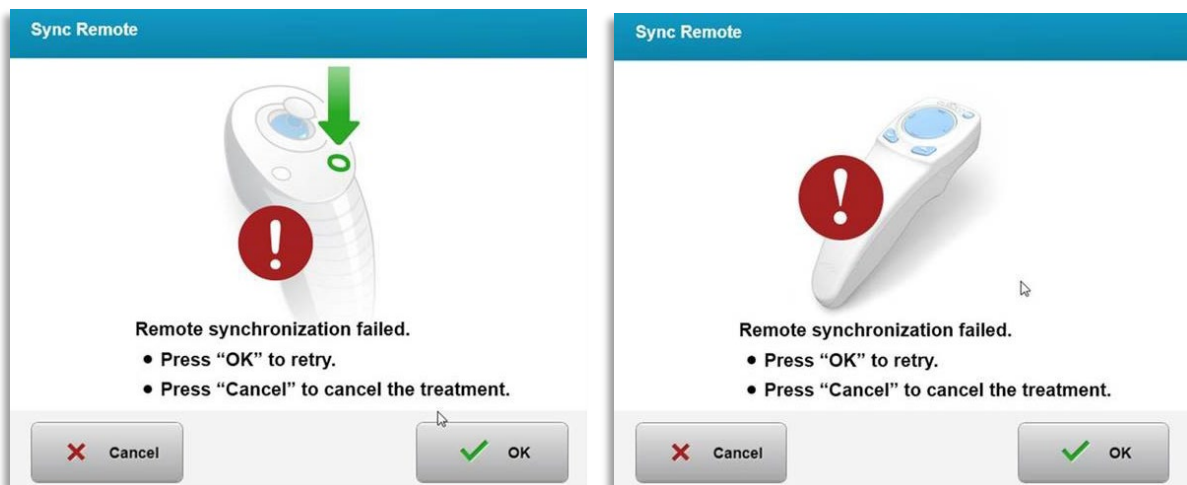 Sync Remote
Remote synchronization failed.
• Press “OK” to retry.
• Press “Cancel” to cancel the treatment.
Cancel
OK
Sync Remote
Remote synchronization failed.
• Press “OK” to retry.
• Press “Cancel” to cancel the treatment.
Cancel
OK